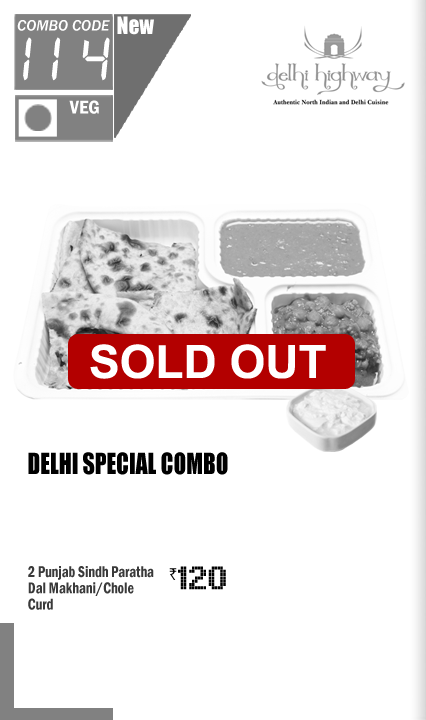 COMBO CODE
114
New
VEG
delhi highway
Authentic North Indian and Delhi Cuisine
SOLD OUT
DELHI SPECIAL COMBO
2 Punjab Sindh Paratha
Dal Makhani/Chole
Curd
₹120